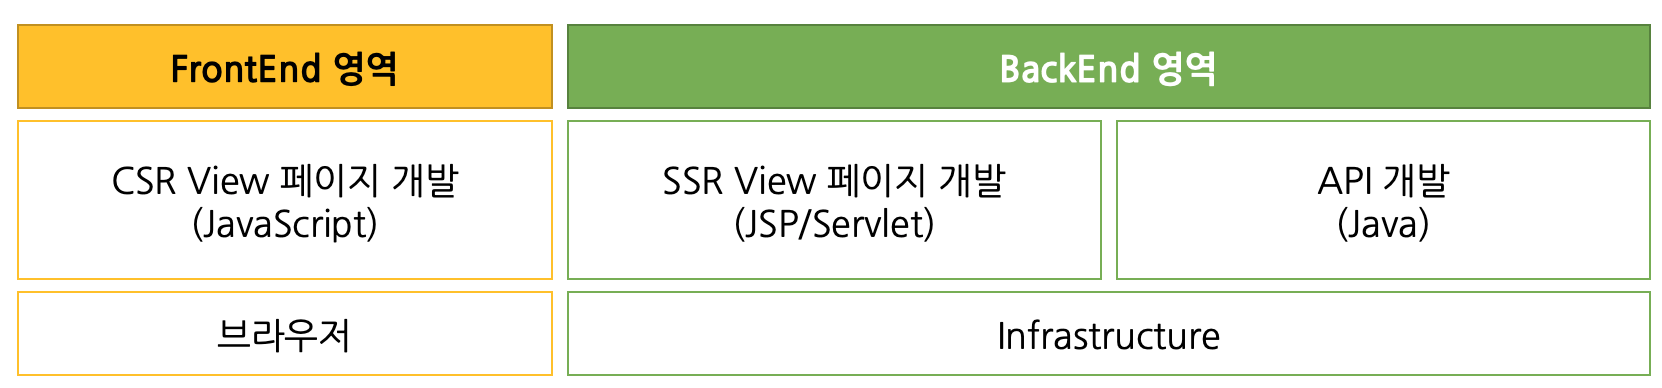 FrontEnd 영역
BackEnd 영역
CSR View 페이지 개발
(JavaScript)
SSR View 페이지 개발
(JSP/Servlet)
API 개발
(Java)
브라우저
Infrastructure